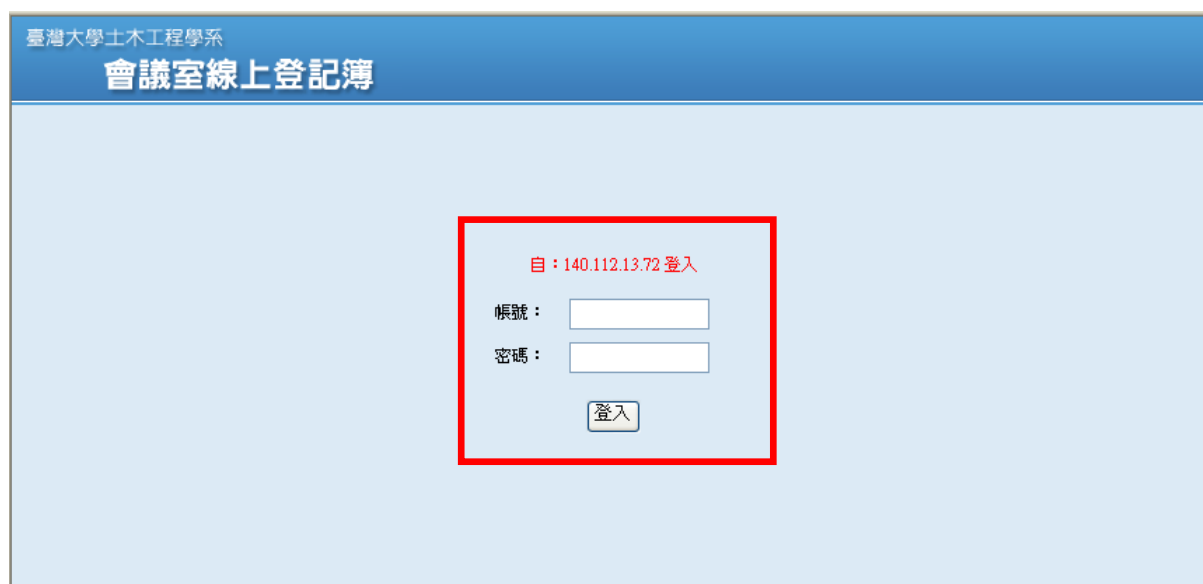 臺灣大學土木工程學系
會議室線上登記簿
自：140.112.13.72 登入
帳號：
密碼：
登入